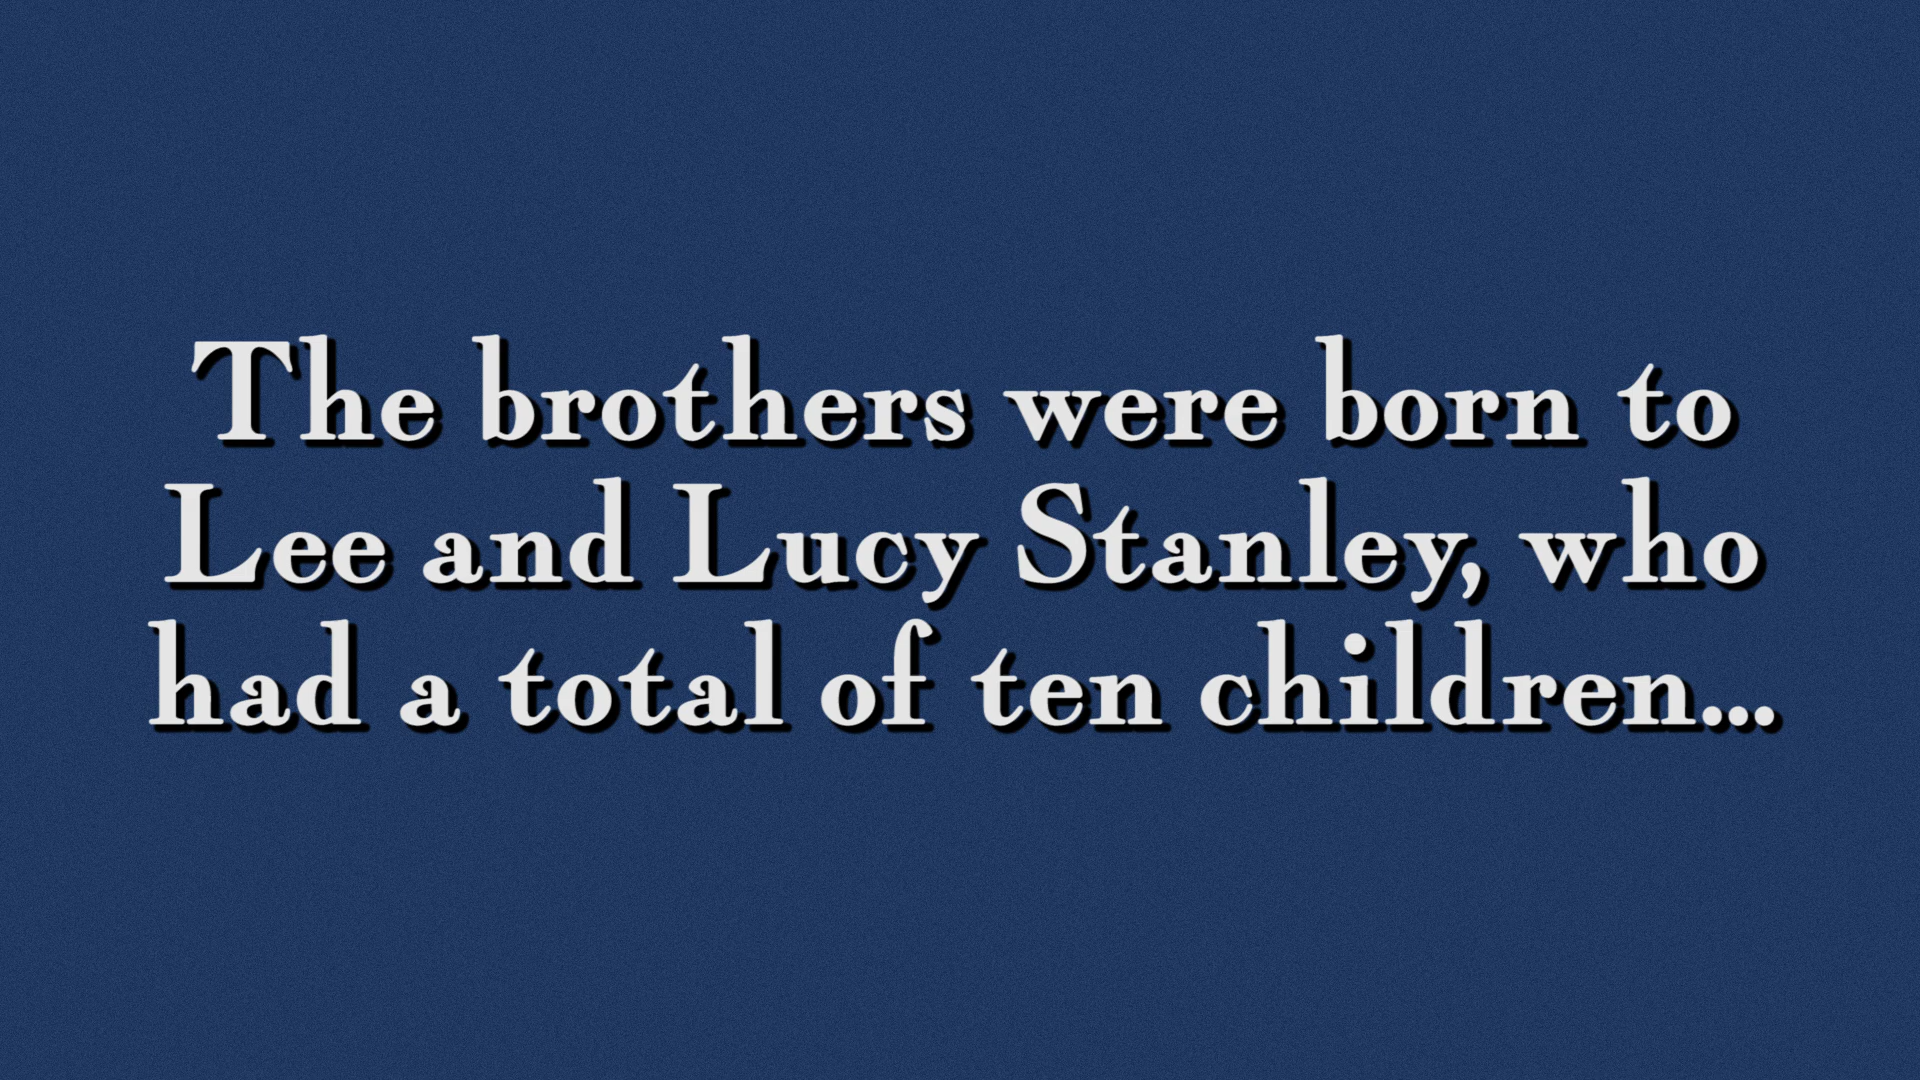 The brothers were born to
Lee and Lucy Stanley, who
had a total of ten children...